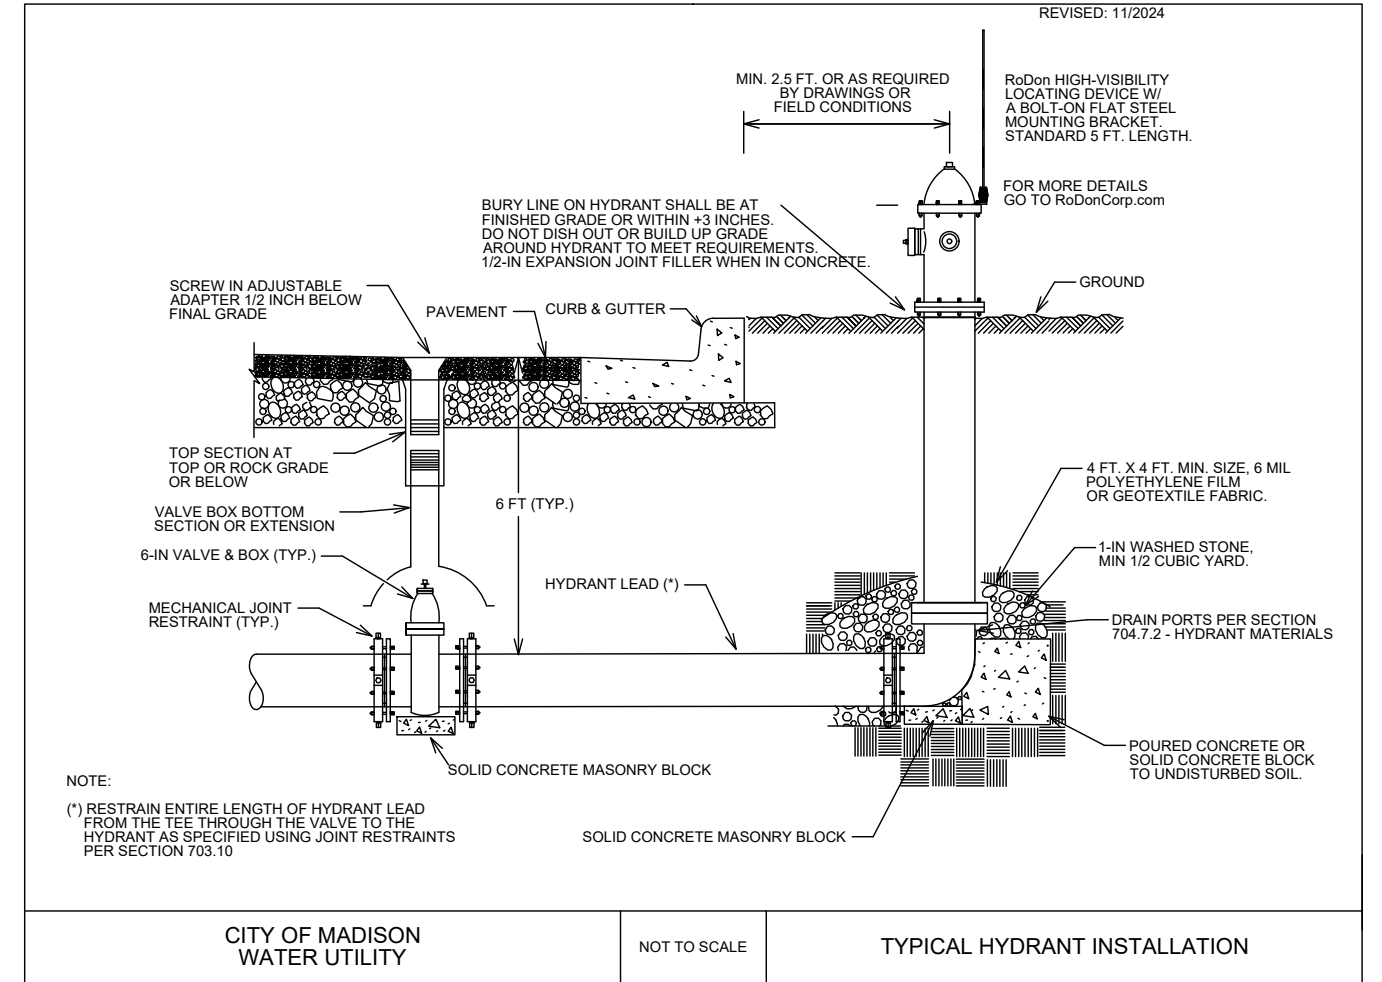 REVISED: 11/2024
MIN. 2.5 FT. OR AS REQUIRED
BY DRAWINGS OR
FIELD CONDITIONS
RoDon HIGH-VISIBILITY
LOCATING DEVICE W/
A BOLT-ON FLAT STEEL
MOUNTING BRACKET.
STANDARD 5 FT. LENGTH.
FOR MORE DETAILS
GO TO RoDonCorp.com
BURY LINE ON HYDRANT SHALL BE AT
FINISHED GRADE OR WITHIN +3 INCHES.
DO NOT DISH OUT OR BUILD UP GRADE
AROUND HYDRANT TO MEET REQUIREMENTS.
1/2-IN EXPANSION JOINT FILLER WHEN IN CONCRETE.
SCREW IN ADJUSTABLE
ADAPTER 1/2 INCH BELOW
FINAL GRADE
PAVEMENT
CURB & GUTTER
GROUND
TOP SECTION AT
TOP OR ROCK GRADE
OR BELOW
VALVE BOX BOTTOM
SECTION OR EXTENSION
6-IN VALVE & BOX (TYP.)
MECHANICAL JOINT
RESTRAINT (TYP.)
6 FT (TYP.)
HYDRANT LEAD (*)
4 FT. X 4 FT. MIN. SIZE, 6 MIL
POLYETHYLENE FILM
OR GEOTEXTILE FABRIC.
1-IN WASHED STONE,
MIN 1/2 CUBIC YARD.
DRAIN PORTS PER SECTION
704.7.2 - HYDRANT MATERIALS
POURED CONCRETE OR
SOLID CONCRETE BLOCK
TO UNDISTURBED SOIL.
SOLID CONCRETE MASONRY BLOCK
SOLID CONCRETE MASONRY BLOCK
NOTE:
(*) RESTRAIN ENTIRE LENGTH OF HYDRANT LEAD
FROM THE TEE THROUGH THE VALVE TO THE
HYDRANT AS SPECIFIED USING JOINT RESTRAINTS
PER SECTION 703.10
CITY OF MADISON
WATER UTILITY
NOT TO SCALE
TYPICAL HYDRANT INSTALLATION